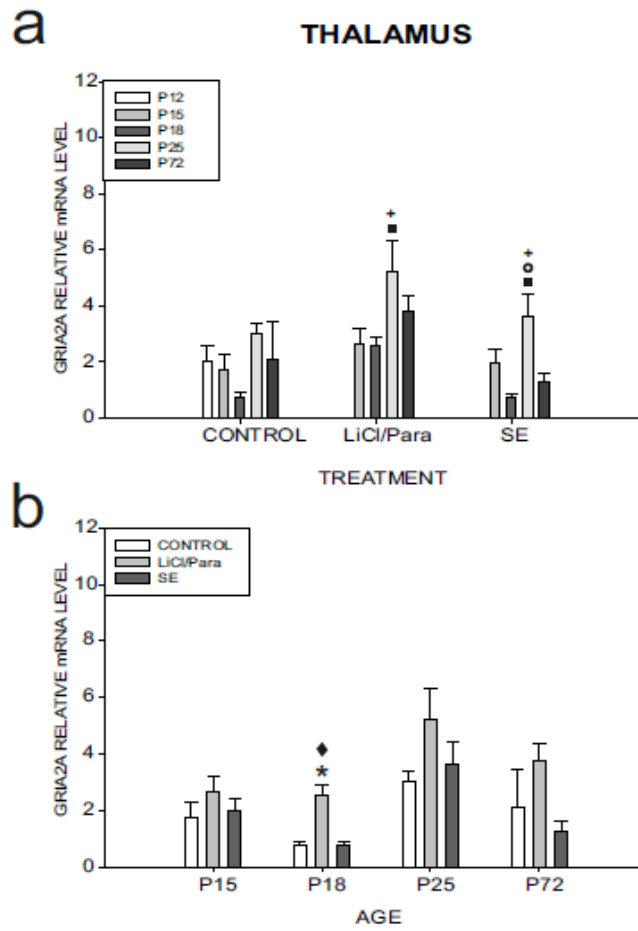 a
THALAMUS
GRIA2A RELATIVE mRNA LEVEL
12
10
8
6
4
2
0
P12
P15
P18
P25
P72
+
+
CONTROL
LiCl/Para
SE
TREATMENT
b
GRIA2A RELATIVE mRNA LEVEL
12
10
8
6
4
2
0
CONTROL
LiCl/Para
SE
*
P15
P18
P25
P72
AGE